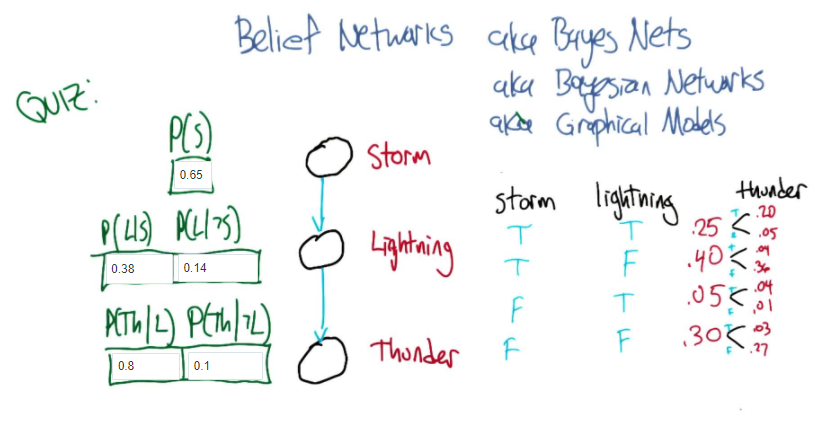 Belief Networks aka Bayes Nets
aka Bayesian Networks
aka Graphical Models
QUIZ:
P(S)
0.65
Storm
P(L|S) P(L|¬S)
0.38 0.14
Lightning
P(Th|L) P(Th|¬L)
0.8 0.1
Thunder
storm lightning thunder
T T .25 < T .20
F .05
T F .40 < T .04
F .36
F T .05 < T .04
F .01
F F .30 < T .03
F .27